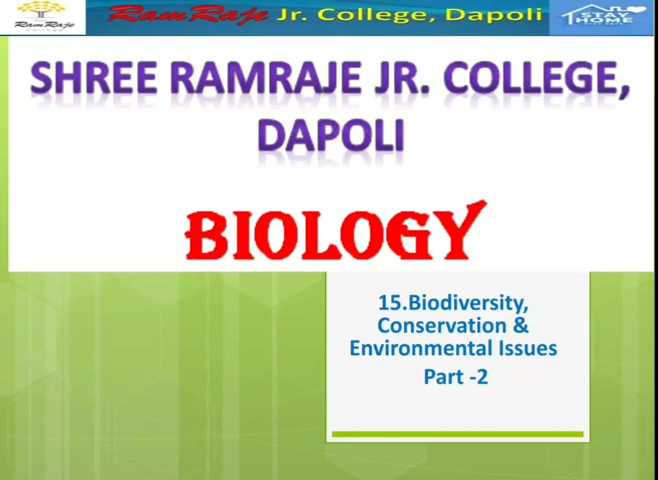 RamRaje Jr. College, Dapoli
STAY
HOME
RamRaje
SHREE RAMRAJE JR. COLLEGE,
DAPOLI
BIOLOGY
15.Biodiversity,
Conservation &
Environmental Issues
Part -2